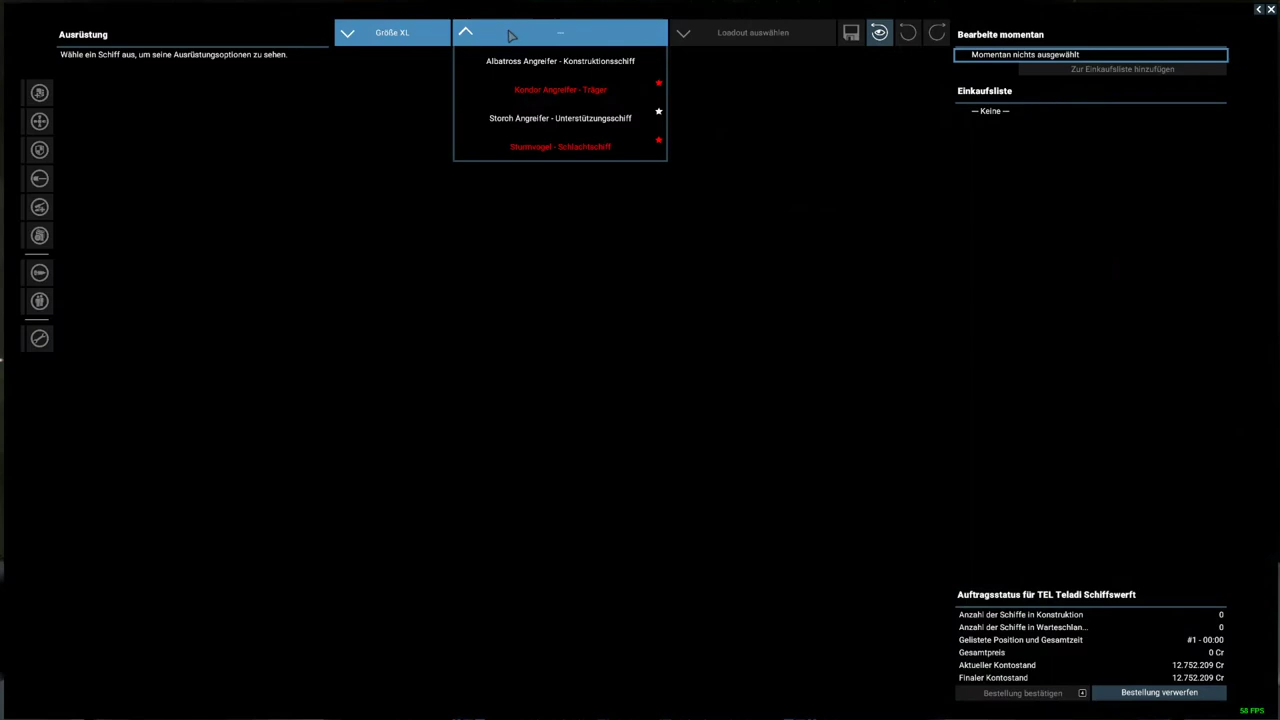 Ausrüstung
Wähle ein Schiff aus, um seine Ausrüstungsoptionen zu sehen.
Größe XL
--
Loadout auswählen
Albatross Angreifer - Konstruktionsschiff
Kondor Angreifer - Träger
Storch Angreifer - Unterstützungsschiff
Sturmvogel - Schlachtschiff
Bearbeite momentan
Momentan nichts ausgewählt
Zur Einkaufsliste hinzufügen
Einkaufsliste
— Keine —
Auftragsstatus für TEL Teladi Schiffswerft
Anzahl der Schiffe in Konstruktion 0
Anzahl der Schiffe in Warteschlan... 0
Gelistete Position und Gesamtzeit #1 - 00:00
Gesamtpreis 0 Cr
Aktueller Kontostand 12.752.209 Cr
Finaler Kontostand 12.752.209 Cr
Bestellung bestätigen
Bestellung verwerfen
58 FPS